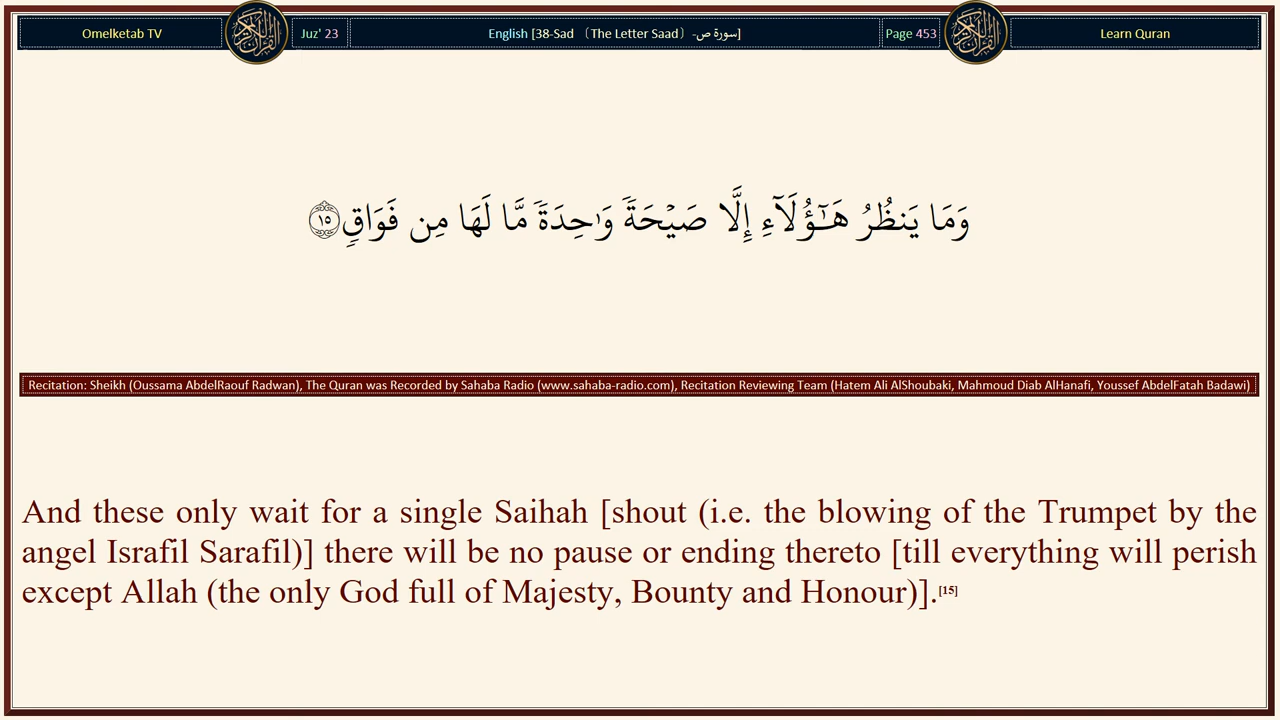 Omelketab TV
Juz' 23
English [38-Sad （The Letter Saad） -سورة ص]
Page 453
Learn Quran
وَمَا يَنظُرُ هَٰٓؤُلَآءِ إِلَّا صَيْحَةً وَٰحِدَةً مَّا لَهَا مِن فَوَاقٍ ١٥
Recitation: Sheikh (Oussama AbdelRaouf Radwan), The Quran was Recorded by Sahaba Radio (www.sahaba-radio.com), Recitation Reviewing Team (Hatem Ali AlShoubaki, Mahmoud Diab AlHanafi, Youssef AbdelFatah Badawi)
And these only wait for a single Saihah [shout (i.e. the blowing of the Trumpet by the
angel Israfil Sarafil)] there will be no pause or ending thereto [till everything will perish
except Allah (the only God full of Majesty, Bounty and Honour)].[15]